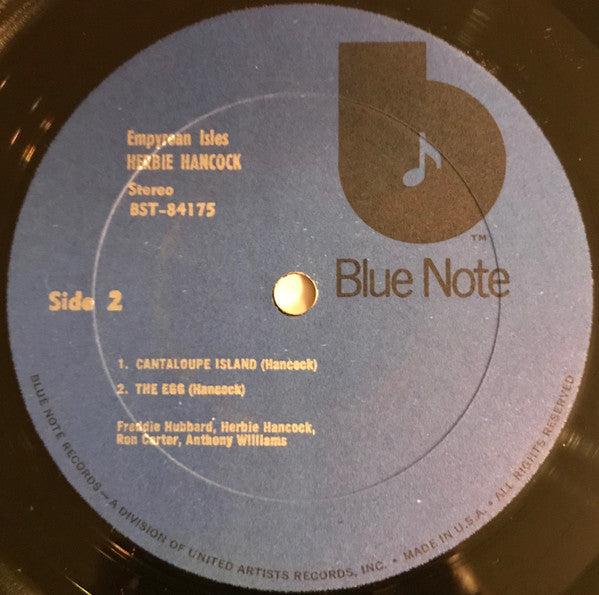 Empyrean Isles
HERBIE HANCOCK
Stereo
BST-84175
TM
Blue Note
Side 2
1. CANTALOUPE ISLAND (Hancock)
2. THE EGG (Hancock)
Freddie Hubbard, Herbie Hancock,
Ron Carter, Anthony Williams
BLUE NOTE RECORDS—A DIVISION OF UNITED ARTISTS RECORDS, INC. • MADE IN U.S.A. • ALL RIGHTS RESERVED